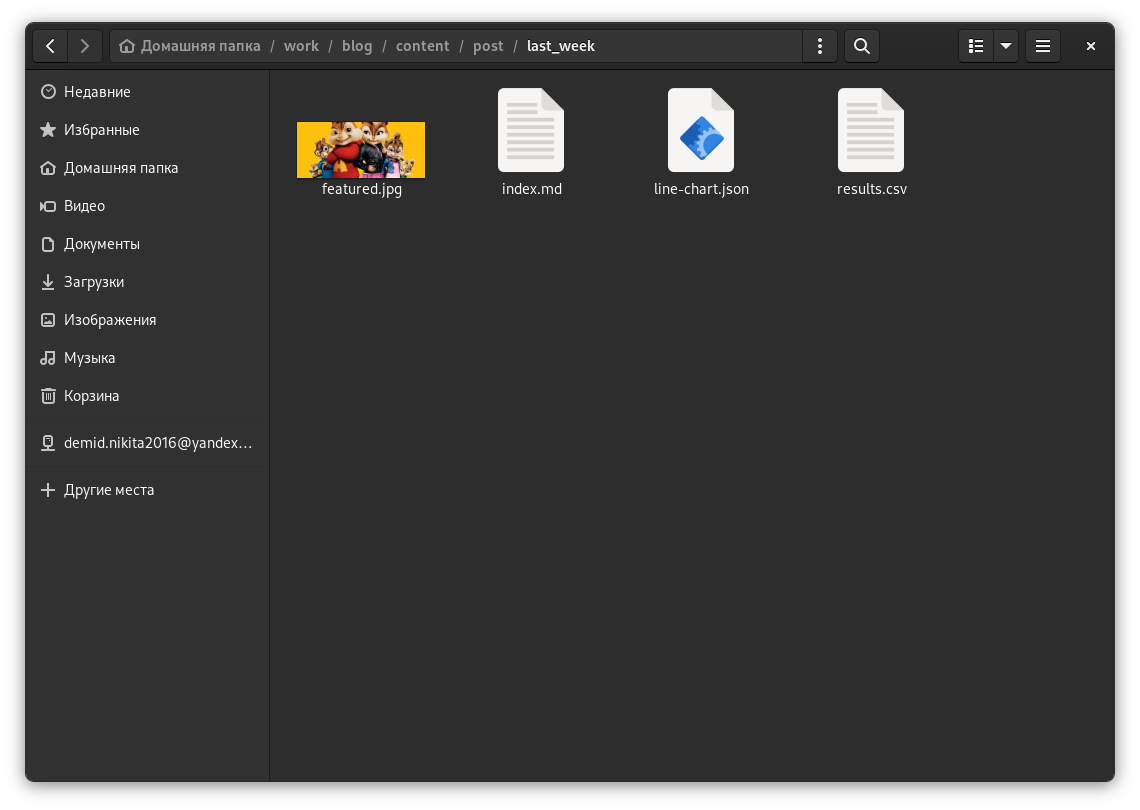 Домашняя папка / work / blog / content / post / last_week
Недавние
Избранные
Домашняя папка
Видео
Документы
Загрузки
Изображения
Музыка
Корзина
demid.nikita2016@yandex...
Другие места
featured.jpg
index.md
line-chart.json
results.csv